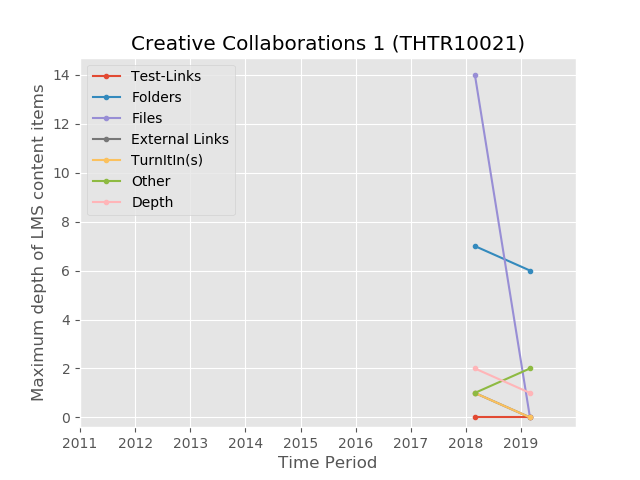 Creative Collaborations 1 (THTR10021)
Maximum depth of LMS content items
14
12
10
8
6
4
2
0
Test-Links
Folders
Files
External Links
TurnItIn(s)
Other
Depth
2011 2012 2013 2014 2015 2016 2017 2018 2019
Time Period